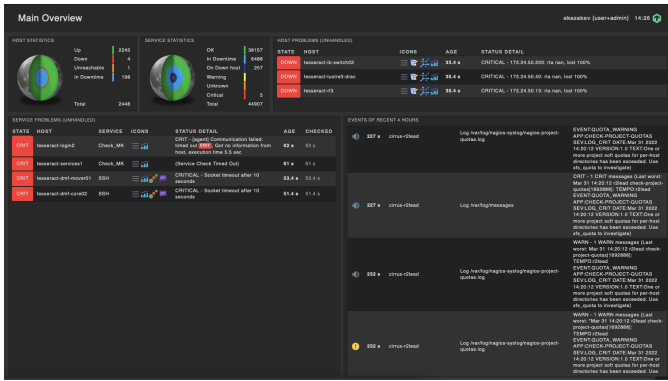 Main Overview
ekazakev (user+admin) 14:26
HOST STATISTICS
Up 2245
Down 4
Unreachable 1
In Downtime 198
Total 2448
SERVICE STATISTICS
OK 38157
In Downtime 6488
On Down host 257
Warning
Unknown
Critical 5
Total 44907
HOST PROBLEMS (UNHANDLED)
STATE HOST ICONS AGE STATUS DETAIL
DOWN tesseract-ib-switch02 33.4 s CRITICAL - 172.24.50.203: rta nan, lost 100%
DOWN tesseract-lustre5-drac 30.5 s CRITICAL - 172.24.50.40: rta nan, lost 100%
DOWN tesseract-rl3 30.4 s CRITICAL - 172.24.50.13: rta nan, lost 100%
SERVICE PROBLEMS (UNHANDLED)
STATE HOST SERVICE ICONS STATUS DETAIL AGE CHECKED
CRIT tesseract-login2 Check_MK CRIT - [agent] Communication failed: timed out CRIT, Got no information from host, execution time 5.5 sec 62 s 62 s
CRIT tesseract-services1 Check_MK (Service Check Timed Out) 61 s 61 s
CRIT tesseract-dmf-mover01 SSH CRITICAL - Socket timeout after 10 seconds 53.4 s 53.4 s
CRIT tesseract-dmf-core02 SSH CRITICAL - Socket timeout after 10 seconds 51.4 s 51.4 s
EVENTS OF RECENT 4 HOURS
227 s cirrus-r2lead Log /var/log/nagios-syslog/nagios-project-quotas.log
EVENT:QUOTA_WARNING
APP:CHECK-PROJECT-QUOTAS
SEV:LOG_CRIT DATE:Mar 31 2022
14:20:12 VERSION:1.0 TEXT:One or
more project soft quotas for per-host
directories has been exceeded. Use
xfs_quota to investigate)
227 s cirrus-r2lead Log /var/log/messages
CRIT - 1 CRIT messages (Last
worst: Mar 31 14:20:12 r2lead check-project-
quotas[1692868]: TEMPO:r2lead
EVENT:QUOTA_WARNING
APP:CHECK-PROJECT-QUOTAS
SEV:LOG_CRIT DATE:Mar 31 2022
14:20:12 VERSION:1.0 TEXT:One or
more project soft quotas for per-host
directories has been exceeded. Use
xfs_quota to investigate)
232 s cirrus-r2lead Log /var/log/nagios-syslog/nagios-project-quotas.log
WARN - 1 WARN messages (Last
worst: Mar 31 14:20:12 r2lead check-
project-quotas[1692868]:
TEMPO:r2lead
EVENT:QUOTA_WARNING
APP:CHECK-PROJECT-QUOTAS
SEV:LOG_CRIT DATE:Mar 31 2022
14:20:12 VERSION:1.0 TEXT:One or
more project soft quotas for per-host
directories has been exceeded. Use
xfs_quota to investigate)
232 s cirrus-r2lead Log /var/log/nagios-syslog/nagios-project-quotas.log
WARN - 1 WARN messages (Last
worst: "Mar 31 14:20:12 r2lead check-
project-quotas[1692868]:
TEMPO:r2lead
EVENT:QUOTA_WARNING
APP:CHECK-PROJECT-QUOTAS
SEV:LOG_CRIT DATE:Mar 31 2022
14:20:12 VERSION:1.0 TEXT:One or
more project soft quotas for per-host
directories has been exceeded. Use